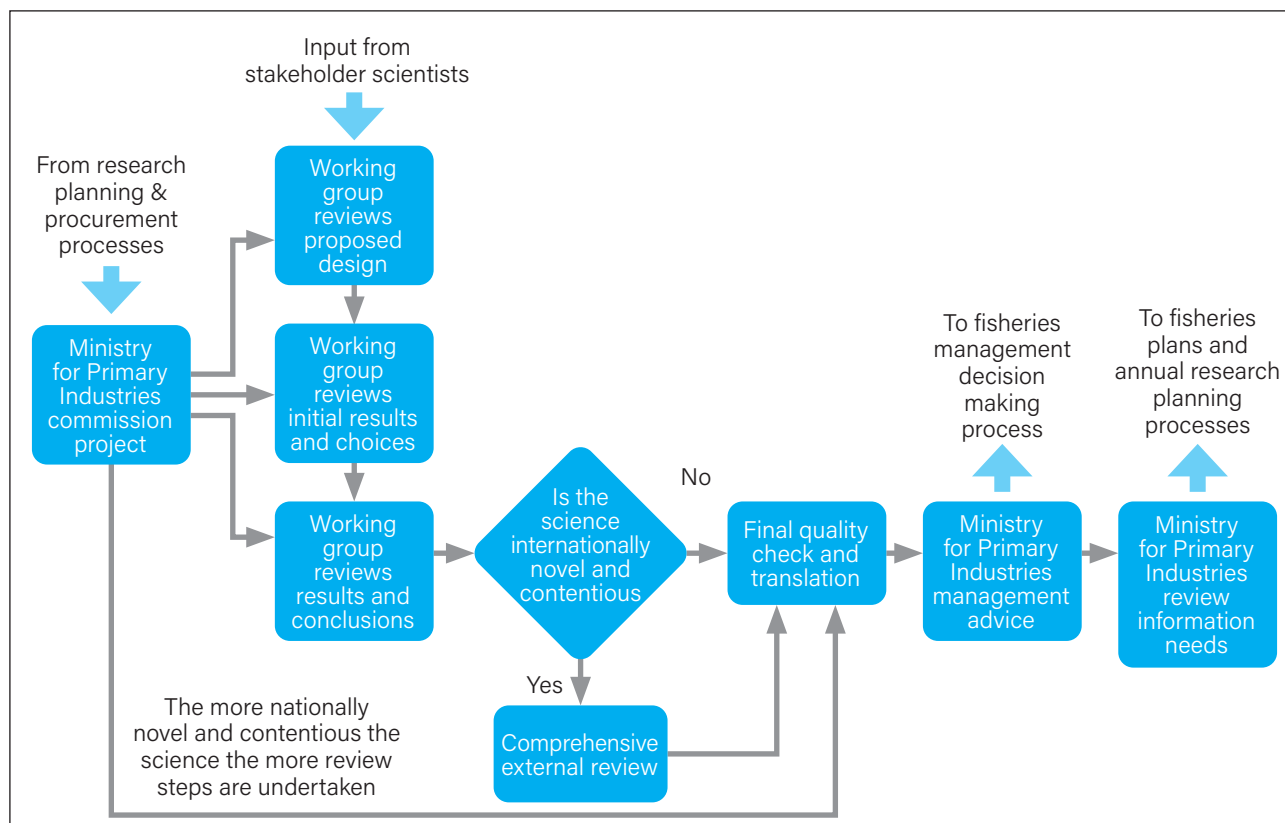 Input from
stakeholder scientists
From research
planning &
procurement
processes
Working
group
reviews
proposed
design
Ministry
for Primary
Industries
commission
project
Working
group
reviews
initial results
and choices
Working
group
reviews
results and
conclusions
Is the
science
internationally
novel and
contentious
No
Yes
Comprehensive
external review
Final quality
check and
translation
To fisheries
management
decision
making
process
Ministry
for Primary
Industries
management
advice
To fisheries
plans and
annual research
planning
processes
Ministry
for Primary
Industries
review
information
needs
The more nationally
novel and contentious the
science the more review
steps are undertaken